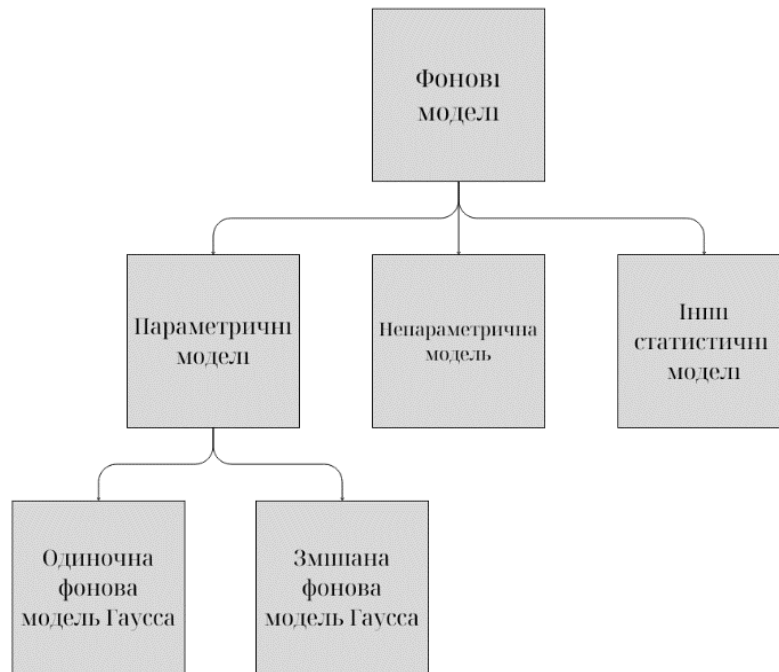 Фонові
моделі
Параметричні
моделі
Непараметрична
модель
Інші
статистичні
моделі
Одиночна
фонова
модель Гаусса
Змішана
фонова
модель Гаусса